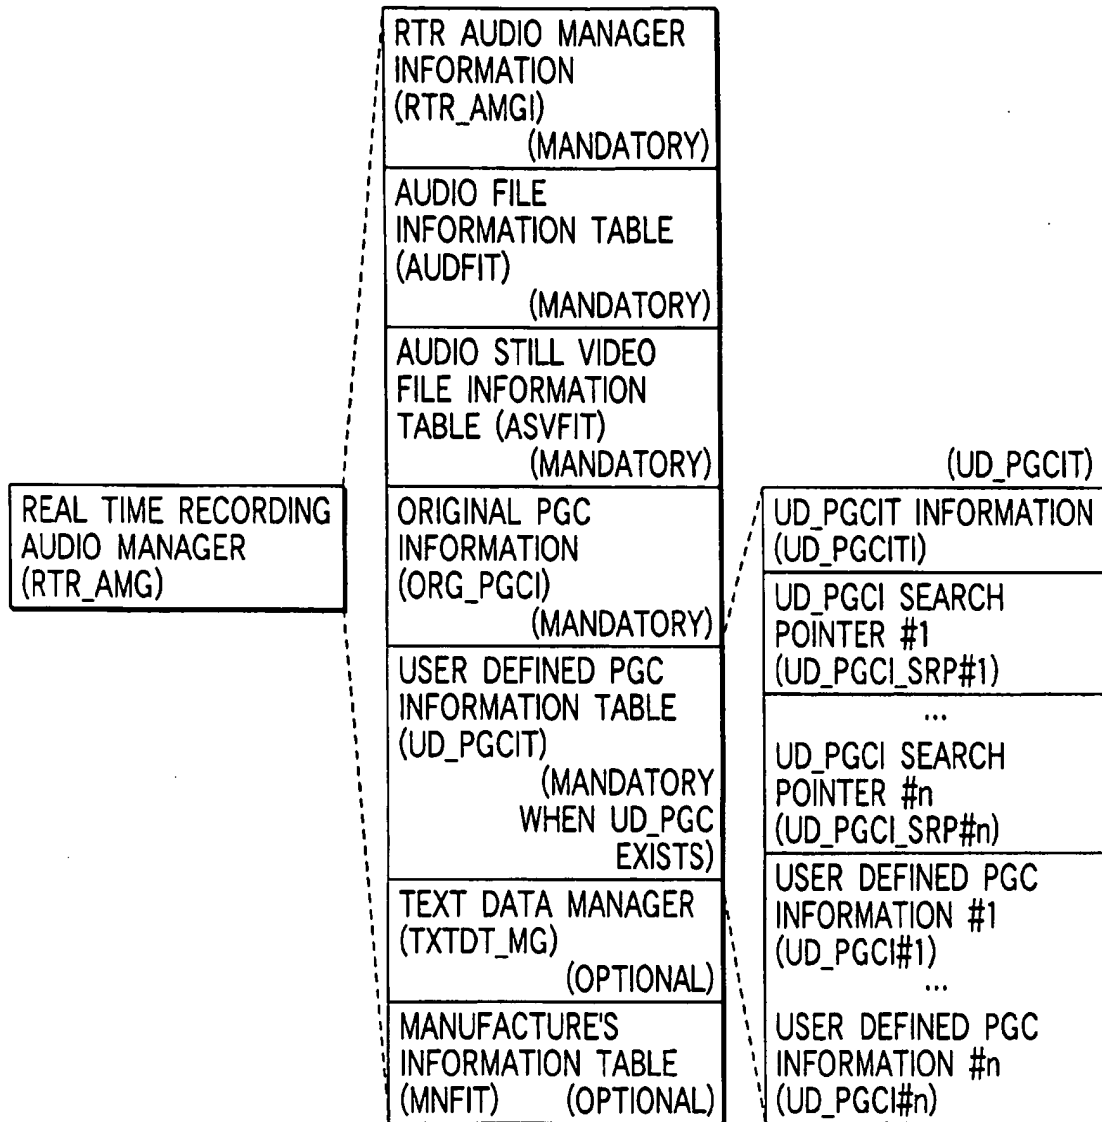 REAL TIME RECORDING
AUDIO MANAGER
(RTR_AMG)
RTR AUDIO MANAGER
INFORMATION
(RTR_AMGI)
(MANDATORY)
AUDIO FILE
INFORMATION TABLE
(AUDFIT)
(MANDATORY)
AUDIO STILL VIDEO
FILE INFORMATION
TABLE (ASVFIT)
(MANDATORY)
ORIGINAL PGC
INFORMATION
(ORG_PGCI)
(MANDATORY)
USER DEFINED PGC
INFORMATION TABLE
(UD_PGCIT)
(MANDATORY
WHEN UD_PGC
EXISTS)
TEXT DATA MANAGER
(TXTDT_MG)
(OPTIONAL)
MANUFACTURE'S
INFORMATION TABLE
(MNFIT) (OPTIONAL)
(UD_PGCIT)
UD_PGCIT INFORMATION
(UD_PGCITI)
UD_PGCI SEARCH
POINTER #1
(UD_PGCI_SRP#1)
...
UD_PGCI SEARCH
POINTER #n
(UD_PGCI_SRP#n)
USER DEFINED PGC
INFORMATION #1
(UD_PGCI#1)
...
USER DEFINED PGC
INFORMATION #n
(UD_PGCI#n)